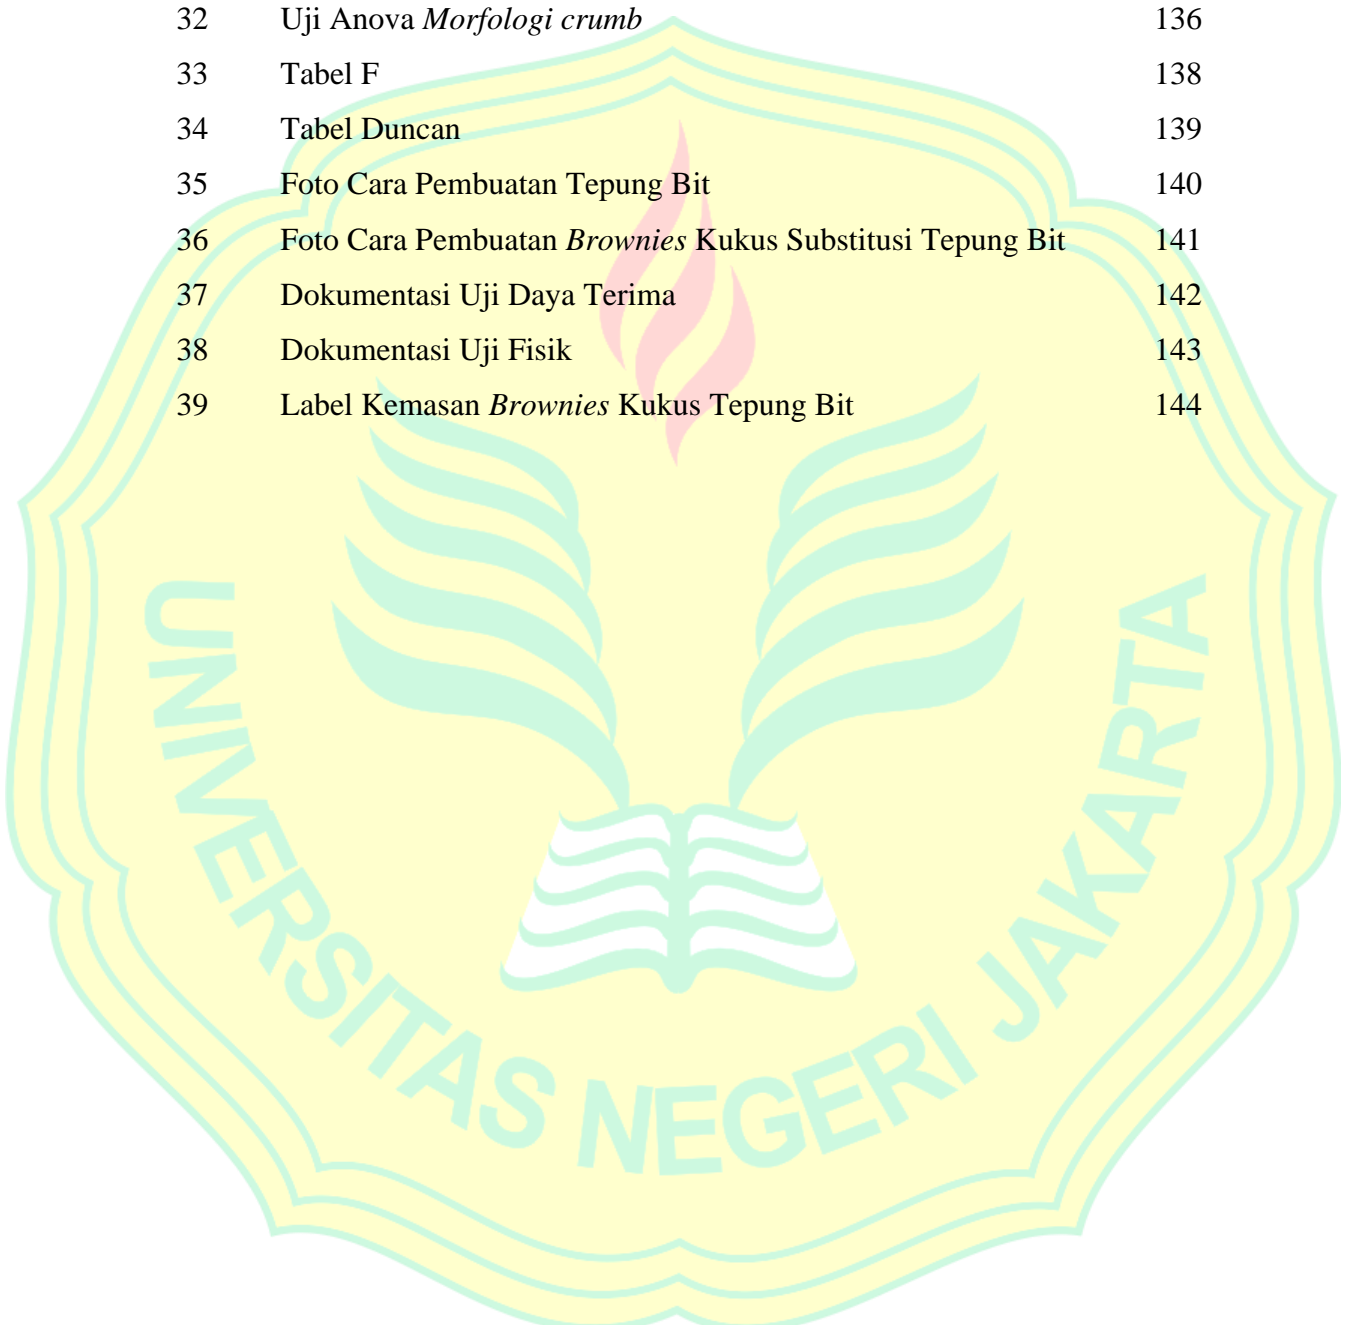 32 Uji Anova Morfologi crumb 136
33 Tabel F 138
34 Tabel Duncan 139
35 Foto Cara Pembuatan Tepung Bit 140
36 Foto Cara Pembuatan Brownies Kukus Substitusi Tepung Bit 141
37 Dokumentasi Uji Daya Terima 142
38 Dokumentasi Uji Fisik 143
39 Label Kemasan Brownies Kukus Tepung Bit 144
UNIVERSITAS NEGERI JAKARTA